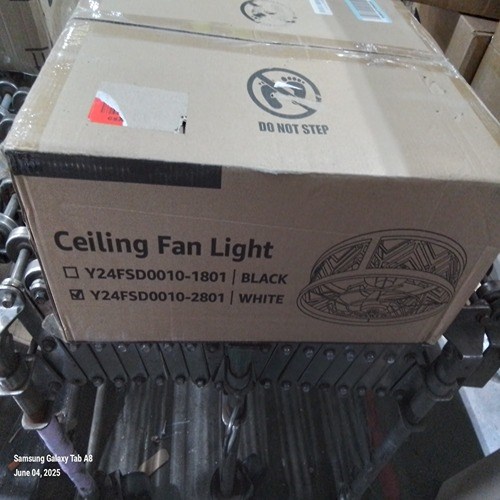 DO NOT STEP
Ceiling Fan Light
Y24FSD0010-1801 | BLACK
Y24FSD0010-2801 | WHITE
Samsung Galaxy Tab A8
June 04, 2025